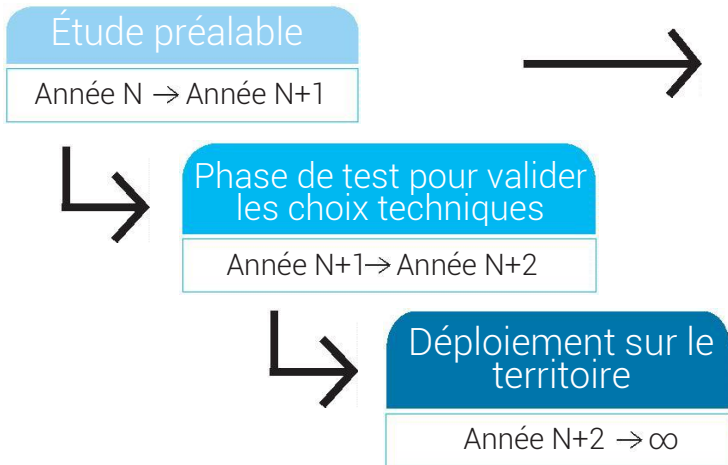 Étude préalable
Année N → Année N+1
Phase de test pour valider
les choix techniques
Année N+1→ Année N+2
Déploiement sur le
territoire
Année N+2 → ∞